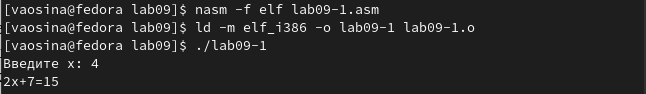 [vaosina@fedora lab09]$ nasm -f elf lab09-1.asm
[vaosina@fedora lab09]$ ld -m elf_i386 -o lab09-1 lab09-1.o
[vaosina@fedora lab09]$ ./lab09-1
Введите x: 4
2x+7=15